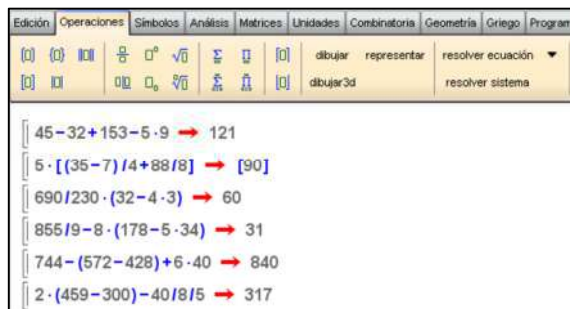 Edición Operaciones Símbolos Análisis Matrices Unidades Combinatoria Geometría Griego Program
dibujar representar resolver ecuación
dibujar3d resolver sistema
45-32+153-5·9 → 121
5·[(35-7)/4+88/8] → [90]
690/230·(32-4·3) → 60
855/9-8·(178-5·34) → 31
744-(572-428)+6·40 → 840
2·(459-300)-40/8/5 → 317